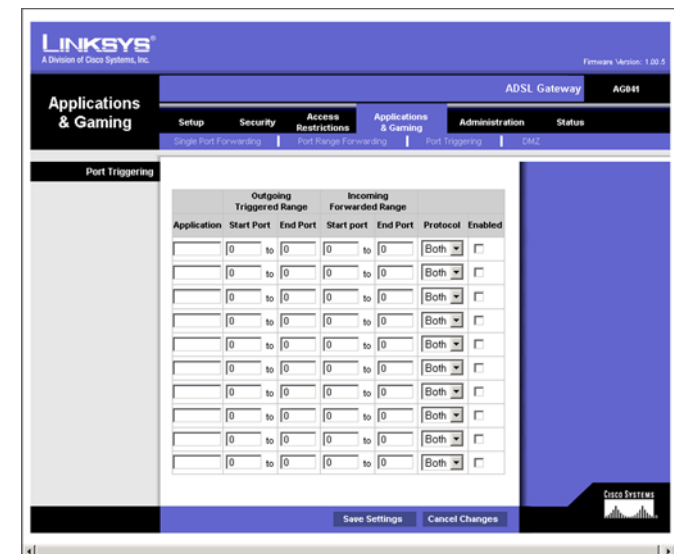 LINKSYS®
A Division of Cisco Systems, Inc.
Firmware Version: 1.00.5
ADSL Gateway AG041
Applications & Gaming
Setup Security Access Restrictions Applications & Gaming Administration Status
Single Port Forwarding Port Range Forwarding Port Triggering DMZ
Port Triggering
Outgoing Triggered Range Incoming Forwarded Range
Application Start Port End Port Start port End Port Protocol Enabled
0 to 0 0 to 0 Both
0 to 0 0 to 0 Both
0 to 0 0 to 0 Both
0 to 0 0 to 0 Both
0 to 0 0 to 0 Both
0 to 0 0 to 0 Both
0 to 0 0 to 0 Both
0 to 0 0 to 0 Both
0 to 0 0 to 0 Both
0 to 0 0 to 0 Both
CISCO SYSTEMS
Save Settings Cancel Changes